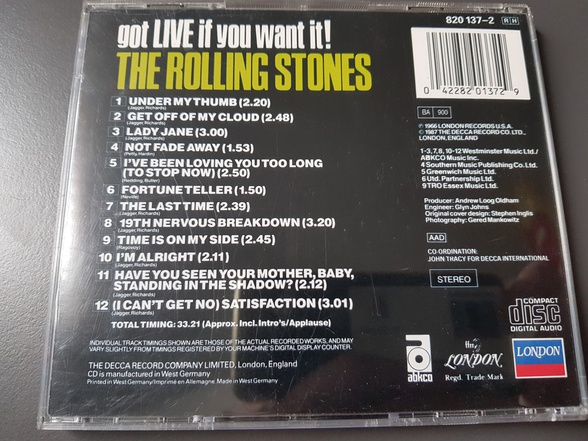 got LIVE if you want it!
THE ROLLING STONES
820 137-2 RH
0 42282 01372 9
1 UNDER MY THUMB (2.20)
(Jagger, Richards)
2 GET OFF OF MY CLOUD (2.48)
(Jagger, Richards)
3 LADY JANE (3.00)
(Jagger, Richards)
4 NOT FADE AWAY (1.53)
(Petty, Hardin)
5 I'VE BEEN LOVING YOU TOO LONG
(TO STOP NOW) (2.50)
(Redding, Butler)
6 FORTUNE TELLER (1.50)
7 THE LAST TIME (2.39)
(Jagger, Richards)
8 19TH NERVOUS BREAKDOWN (3.20)
(Jagger, Richards)
9 TIME IS ON MY SIDE (2.45)
10 I'M ALRIGHT (2.11)
(Jagger, Richards)
11 HAVE YOU SEEN YOUR MOTHER, BABY,
STANDING IN THE SHADOW? (2.12)
(Jagger, Richards)
12 (I CAN'T GET NO) SATISFACTION (3.01)
(Jagger, Richards)
TOTAL TIMING: 33.21 (Approx. Incl. Intro's/Applause)
INDIVIDUAL TRACK TIMINGS SHOWN ARE THOSE OF THE ACTUAL RECORDED WORKS, AND MAY
VARY SLIGHTLY FROM TIMINGS REGISTERED BY YOUR MACHINE'S DIGITAL DISPLAY COUNTER.
THE DECCA RECORD COMPANY LIMITED, London, England
CD is manufactured in West Germany
Printed in West Germany/Imprimé en Allemagne. Made in West Germany
BA 900
℗ 1966 LONDON RECORDS U.S.A.
© 1987 THE DECCA RECORD CO. LTD.,
LONDON, ENGLAND
1-3,7,8,10-12 Westminster Music Ltd./
ABKCO Music Inc.
4 Southern Music Publishing Co. Ltd.
5 Greenwich Music Ltd.
6 Utd. Partnership Ltd.
9 TRO Essex Music Ltd.
Producer: Andrew Loog Oldham
Engineer: Glyn Johns
Original cover design: Stephen Inglis
Photography: Gered Mankowitz
AAD
CO-ORDINATION:
JOHN TRACY FOR DECCA INTERNATIONAL
STEREO
COMPACT
disc
DIGITAL AUDIO
abkco
LONDON
Regd. Trade Mark
LONDON